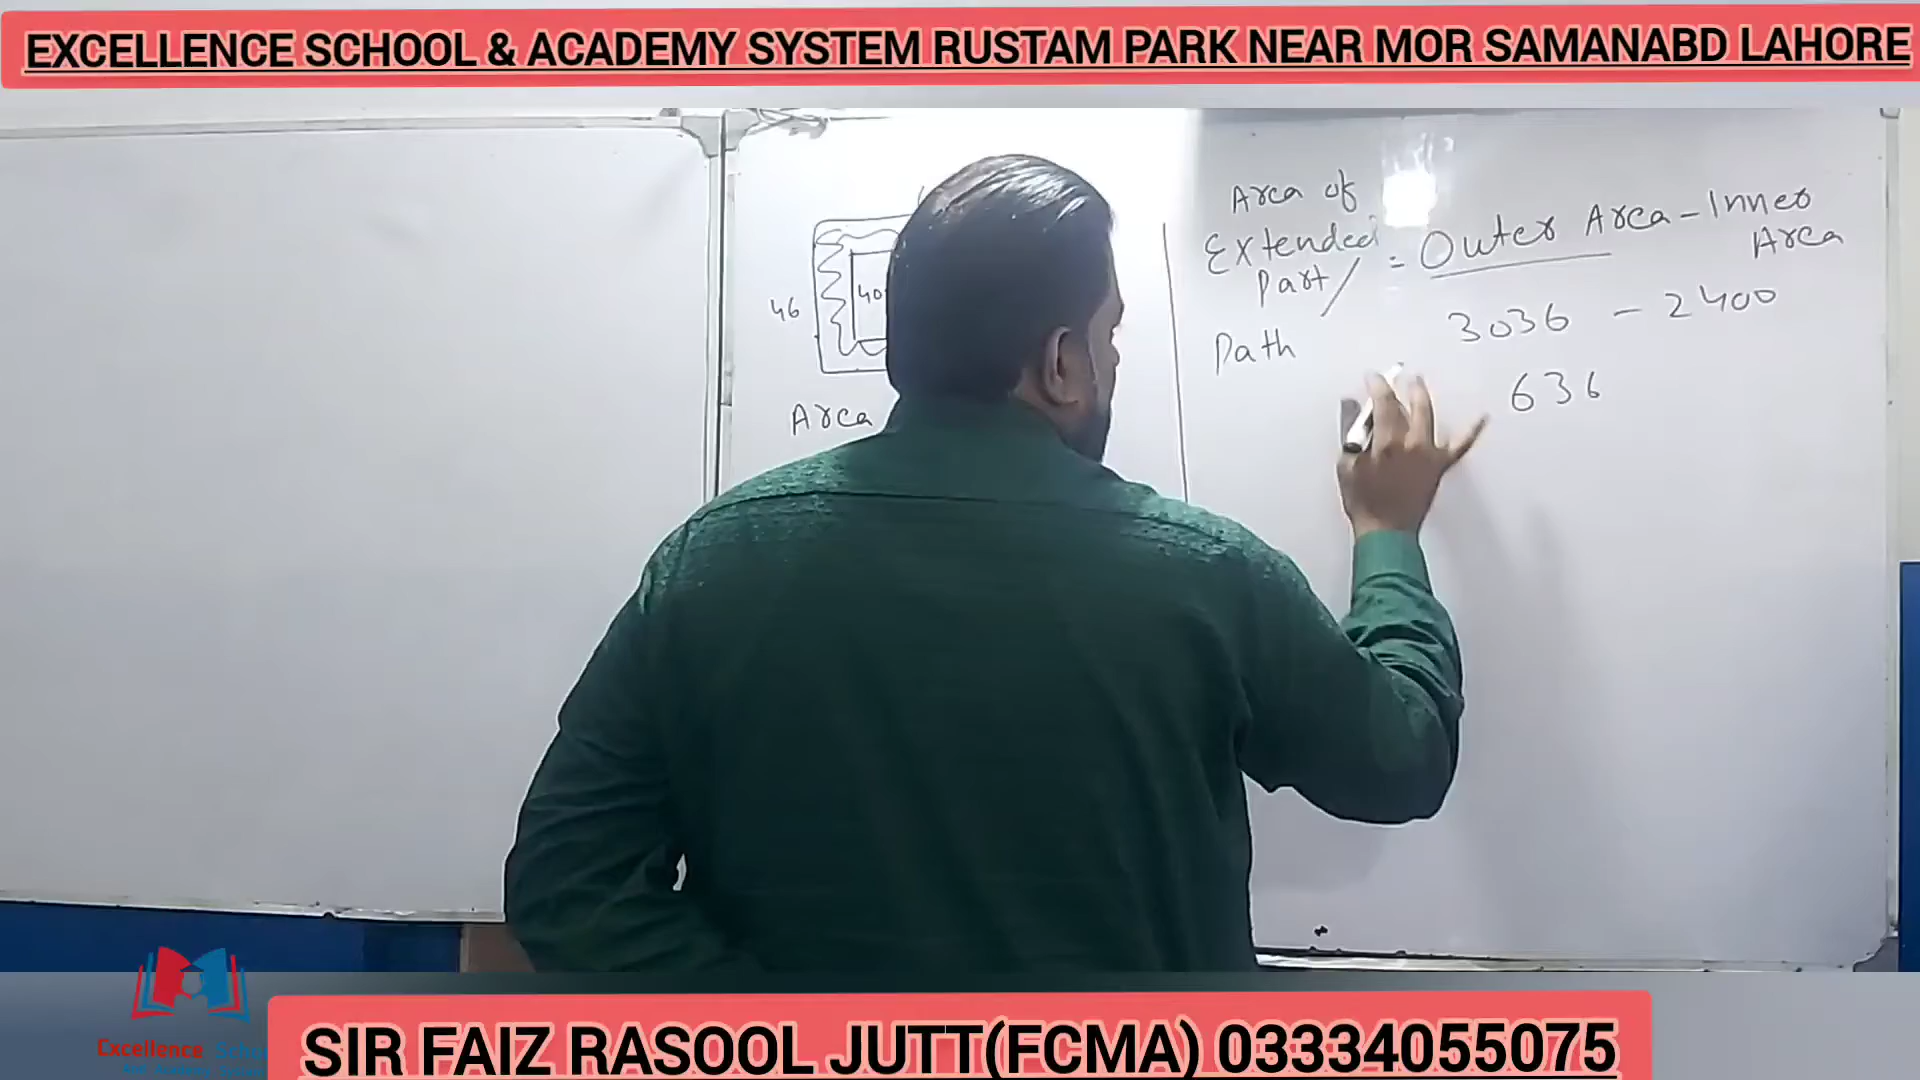 EXCELLENCE SCHOOL & ACADEMY SYSTEM RUSTAM PARK NEAR MOR SAMANABD LAHORE
46
40
Area
Area of
Extended
Part/
Path
= Outer Area - Inner
Area
3036 - 2400
636
Excellence
SIR FAIZ RASOOL JUTT(FCMA) 03334055075